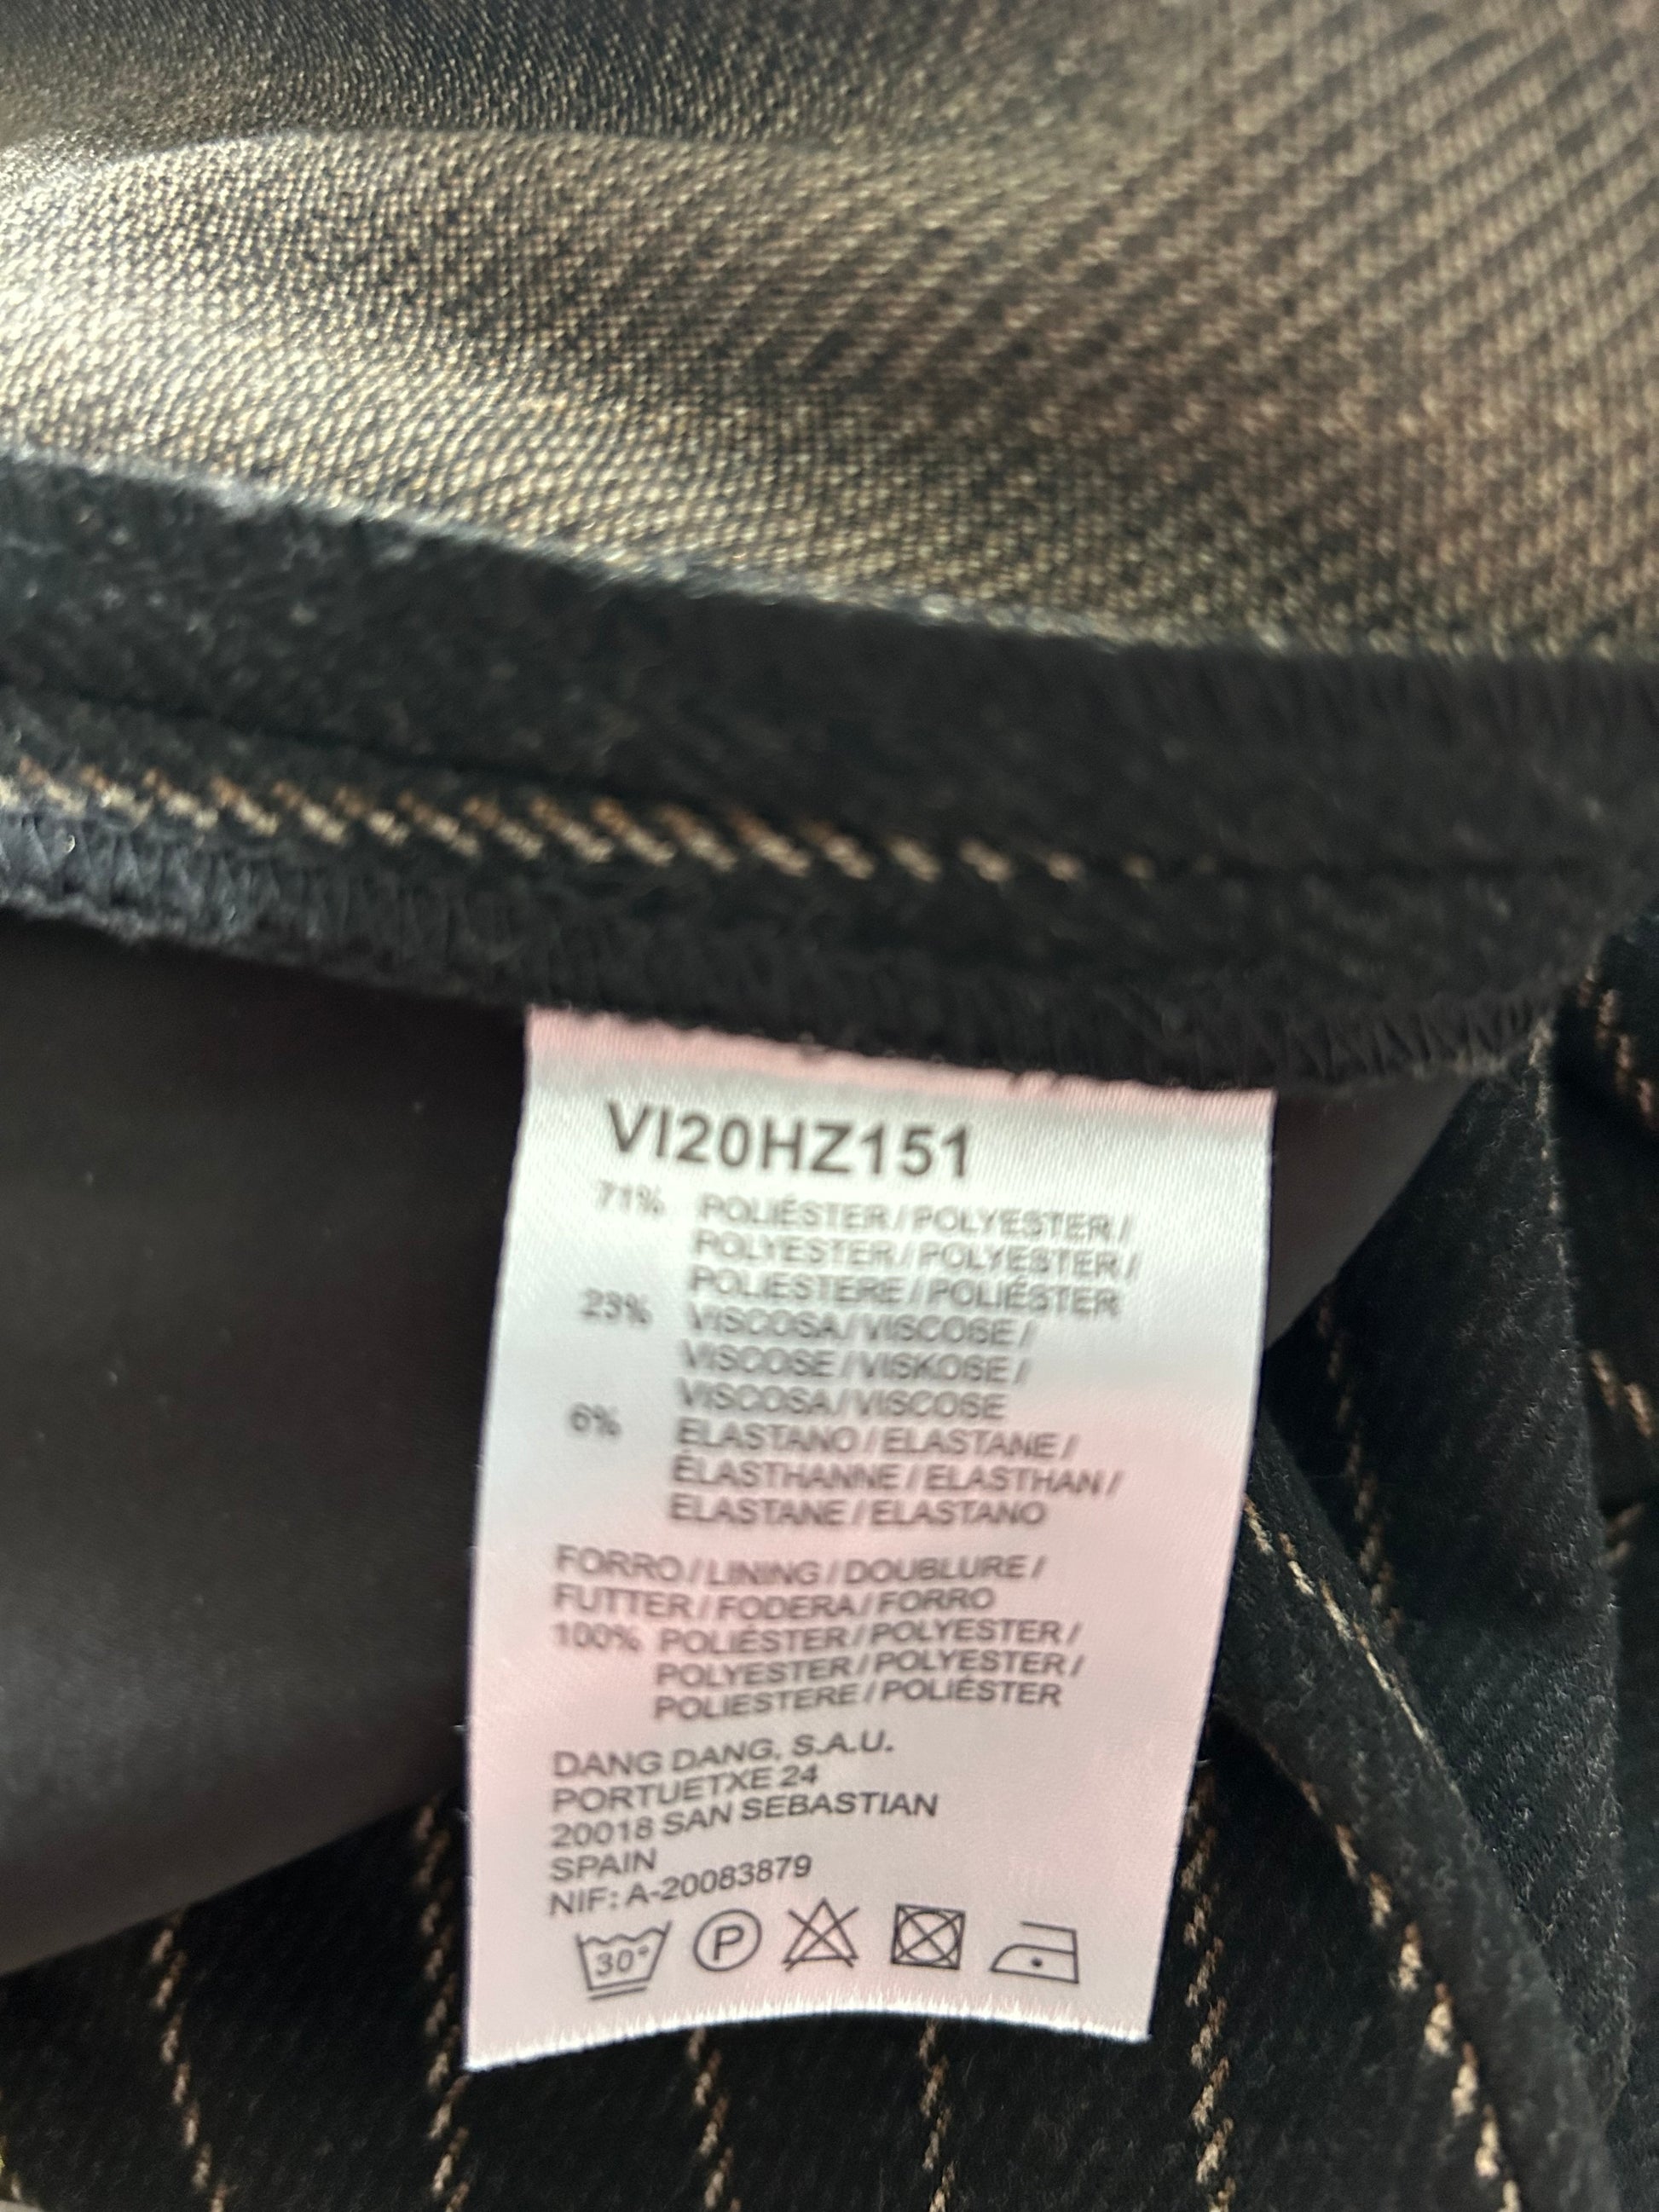 VI20HZ151
71% POLIÉSTER / POLYESTER /
POLYESTER / POLYESTER /
POLIESTERE / POLIÉSTER
23% VISCOSA / VISCOSE /
VISCOSE / VISKOSE /
VISCOSA / VISCOSE
6% ELASTANO / ELASTANE /
ÉLASTHANNE / ELASTHAN /
ELASTANE / ELASTANO
FORRO / LINING / DOUBLURE /
FUTTER / FODERA / FORRO
100% POLIÉSTER / POLYESTER /
POLYESTER / POLYESTER /
POLIESTERE / POLIÉSTER
DANG DANG, S.A.U.
PORTUETXE 24
20018 SAN SEBASTIAN
SPAIN
NIF: A-20083879
30° P